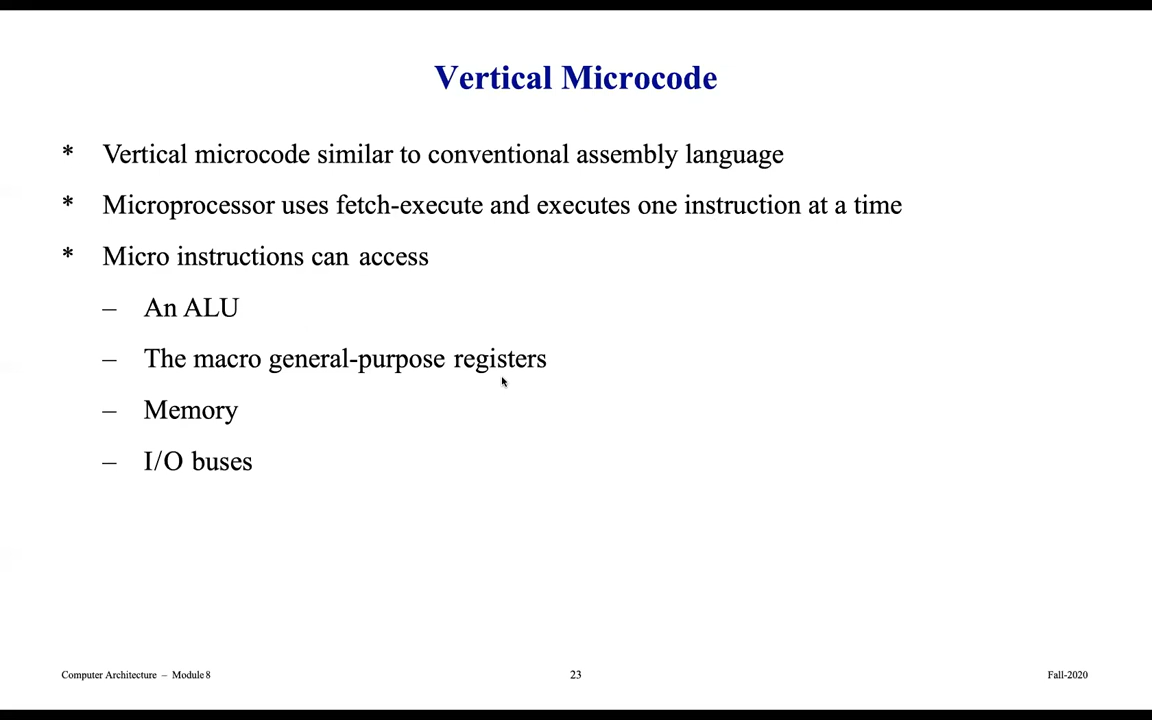 Vertical Microcode
* Vertical microcode similar to conventional assembly language
* Microprocessor uses fetch-execute and executes one instruction at a time
* Micro instructions can access
– An ALU
– The macro general-purpose registers
– Memory
– I/O buses
Computer Architecture – Module 8 23 Fall-2020